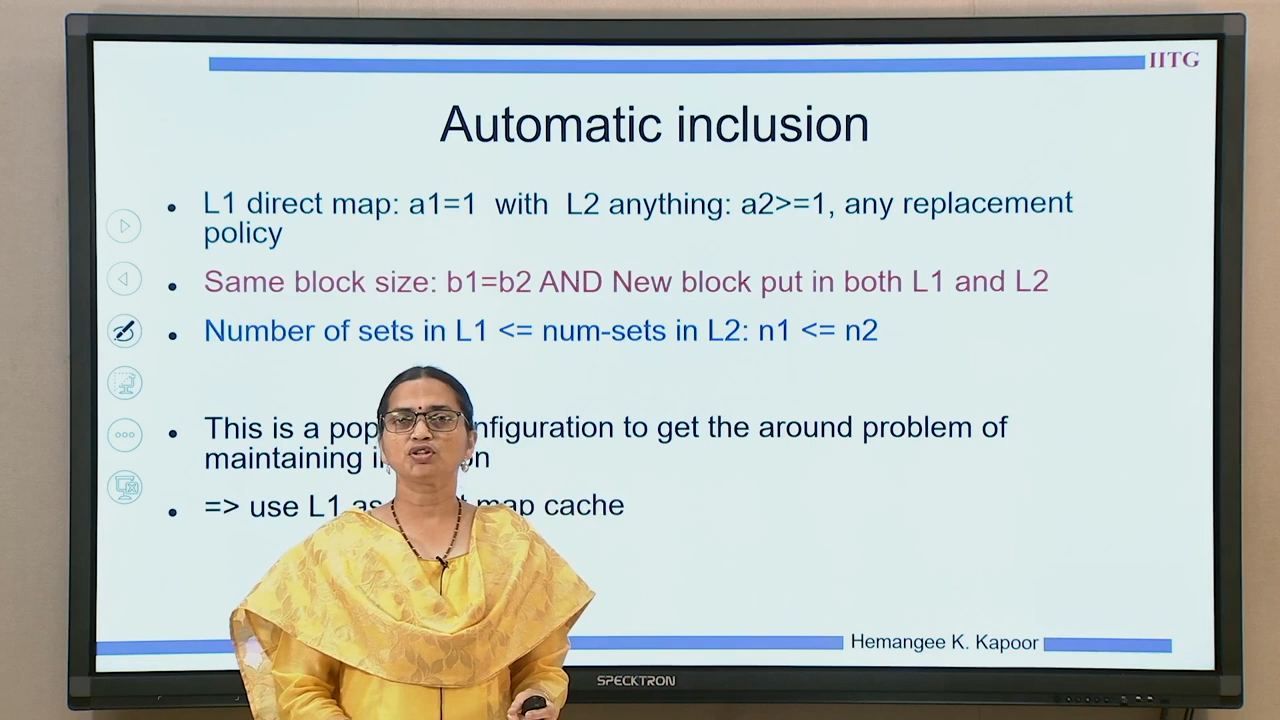 IITG
Automatic inclusion
L1 direct map: a1=1 with L2 anything: a2>=1, any replacement
policy
Same block size: b1=b2 AND New block put in both L1 and L2
Number of sets in L1 <= num-sets in L2: n1 <= n2
This is a to get the around problem of
maintaining
=> use L1 map cache
Hemangee K. Kapoor
SPECKTRON